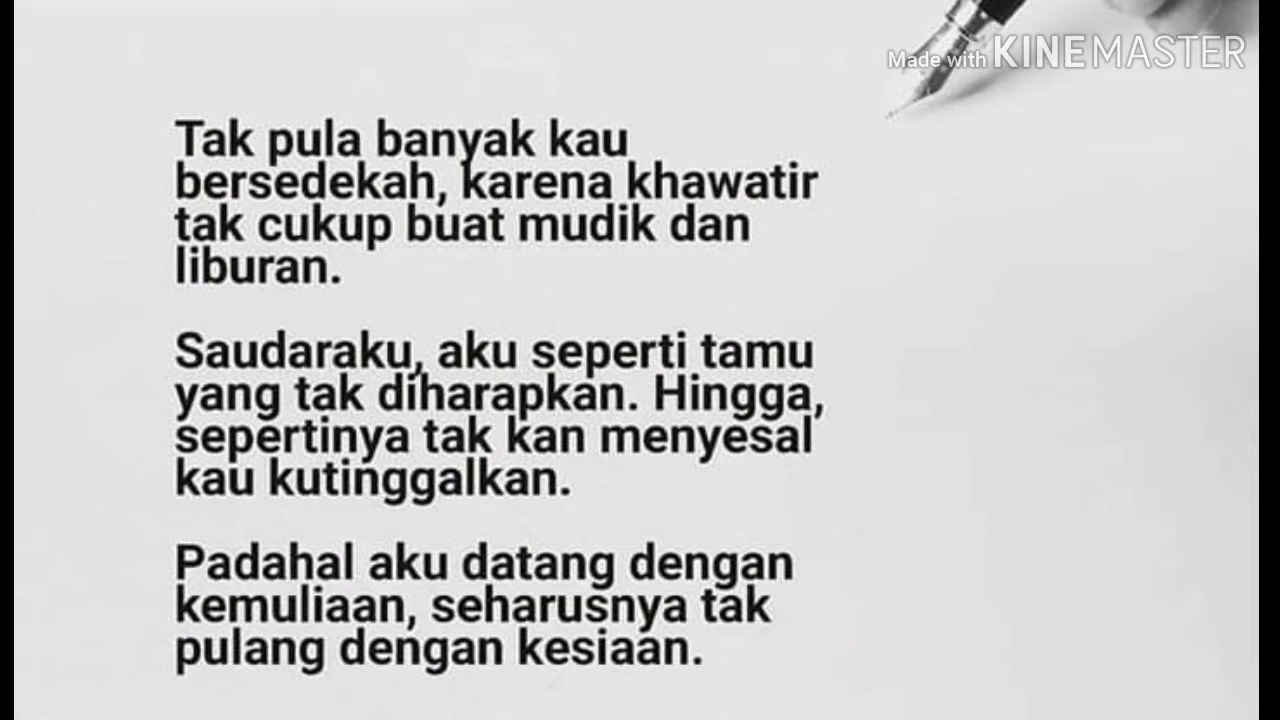 Made with KINEMASTER
Tak pula banyak kau
bersedekah, karena khawatir
tak cukup buat mudik dan
liburan.
Saudaraku, aku seperti tamu
yang tak diharapkan. Hingga,
sepertinya tak kan menyesal
kau kutinggalkan.
Padahal aku datang dengan
kemuliaan, seharusnya tak
pulang dengan kesiaan.